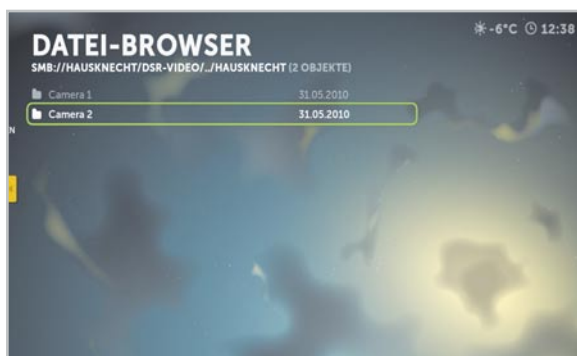 -6°C 12:38
DATEI-BROWSER
SMB://HAUSKNECHT/DSR-VIDEO/../HAUSKNECHT (2 OBJEKTE)
Camera 1 31.05.2010
Camera 2 31.05.2010
N